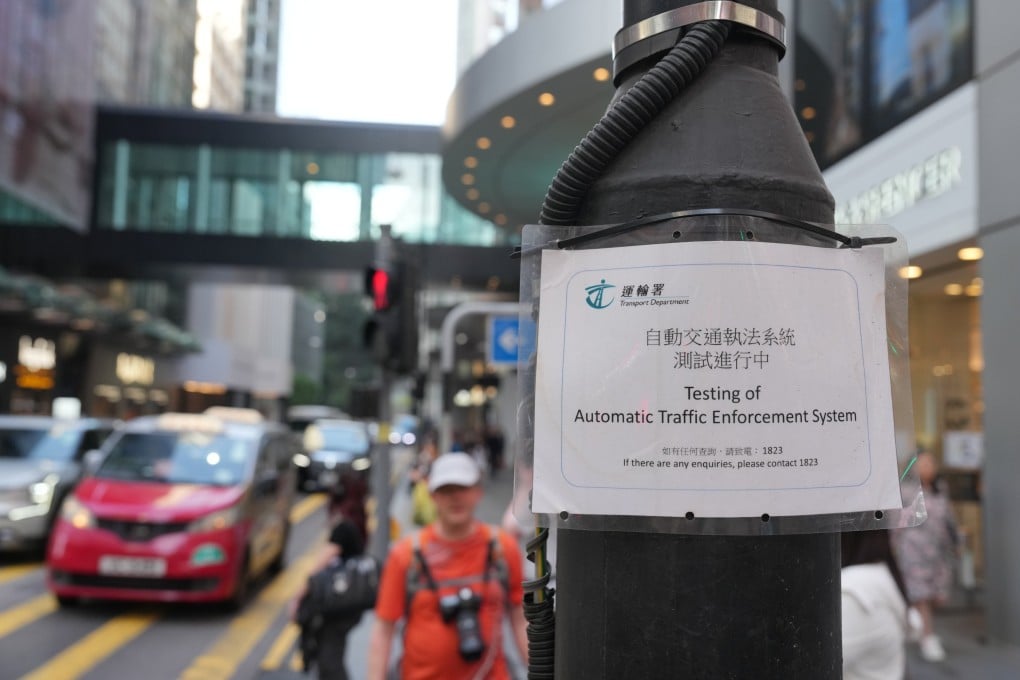 運輸署
Transport Department
自動交通執法系統
測試進行中
Testing of
Automatic Traffic Enforcement System
如有任何查詢，請致電：1823
If there are any enquiries, please contact 1823